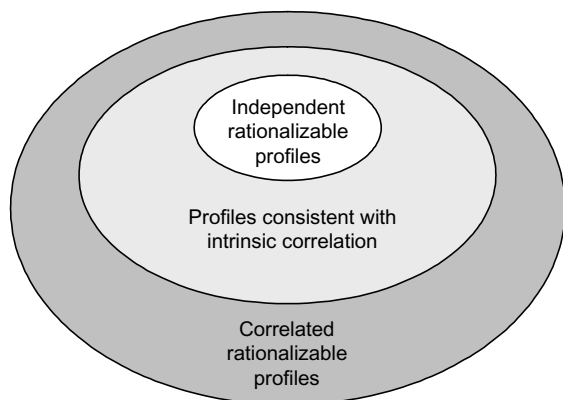 Independent
rationalizable
profiles
Profiles consistent with
intrinsic correlation
Correlated
rationalizable
profiles